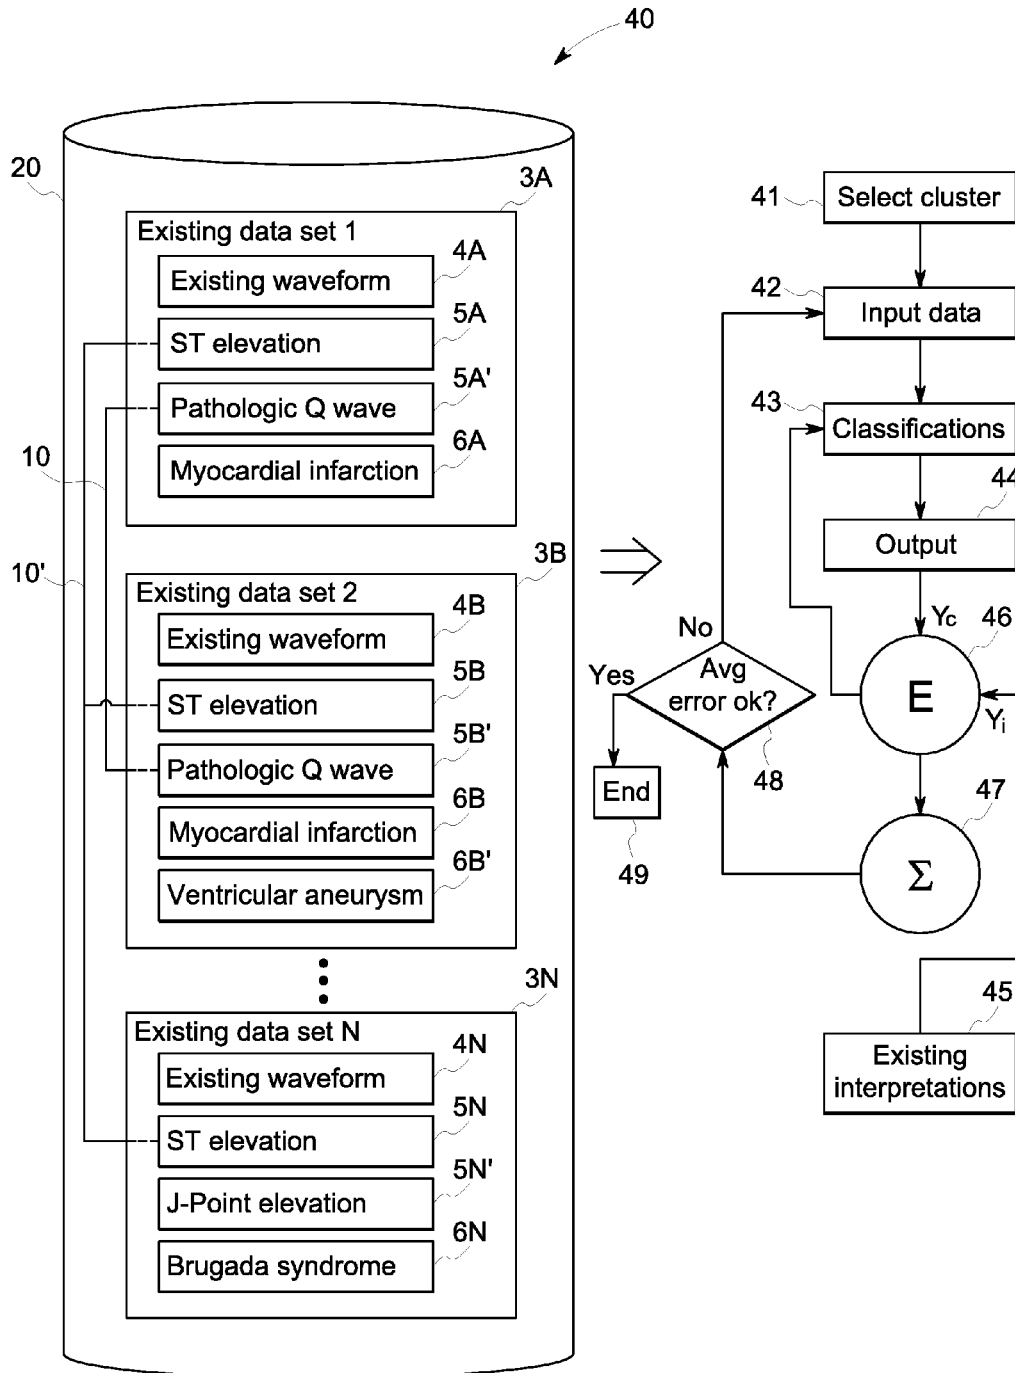 40
20
3A
Existing data set 1
4A
Existing waveform
5A
ST elevation
5A'
Pathologic Q wave
6A
Myocardial infarction
10
10'
3B
Existing data set 2
4B
Existing waveform
5B
ST elevation
5B'
Pathologic Q wave
6B
Myocardial infarction
6B'
Ventricular aneurysm
3N
Existing data set N
4N
Existing waveform
5N
ST elevation
5N'
J-Point elevation
6N
Brugada syndrome
41
Select cluster
42
Input data
43
Classifications
44
Output
Yc
46
E
Yi
47
Σ
No
Yes
Avg
error ok?
48
End
49
45
Existing
interpretations